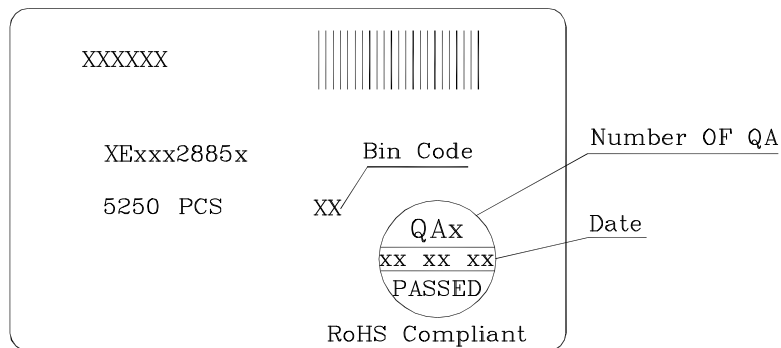 XXXXXX
XExxx2885x
Bin Code
Number OF QA
5250 PCS
XX
QAx
Date
xx xx xx
PASSED
RoHS Compliant